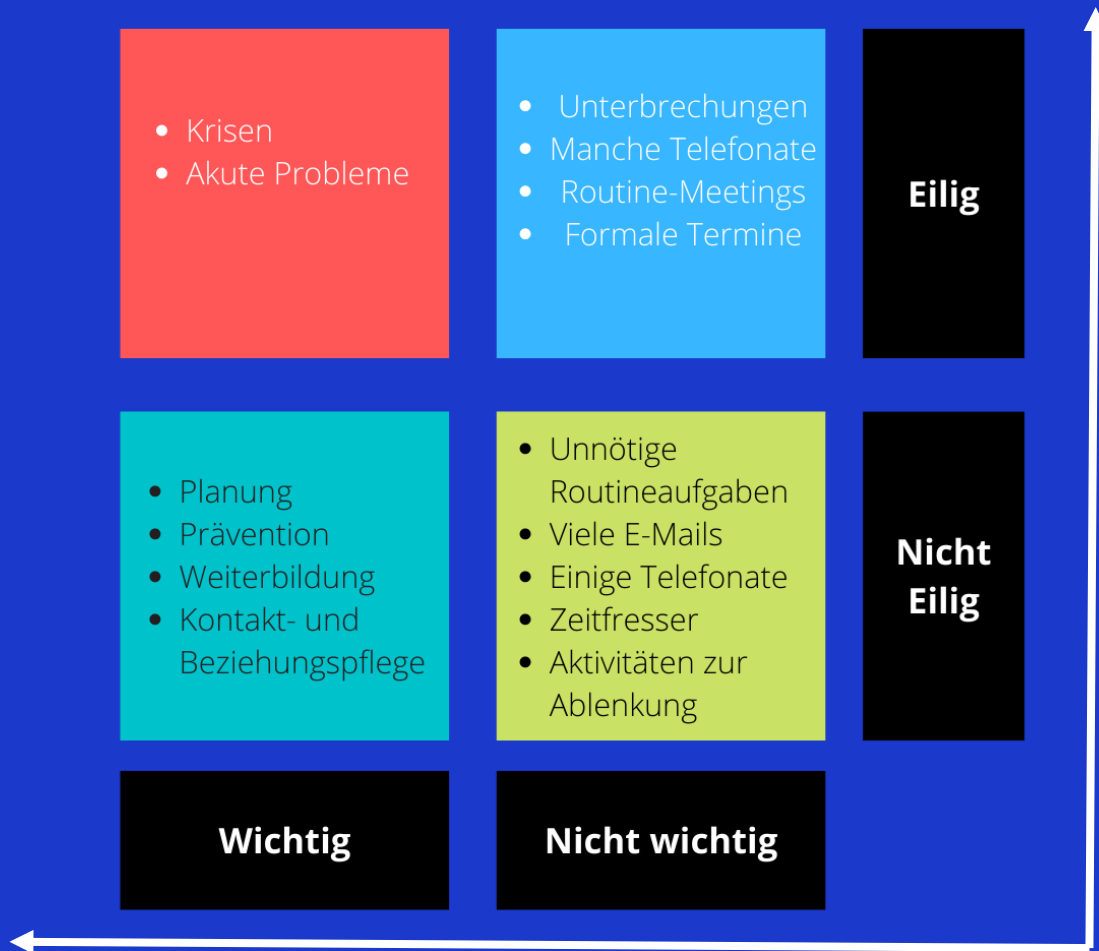 Krisen
Akute Probleme
Unterbrechungen
Manche Telefonate
Routine-Meetings
Formale Termine
Eilig
Planung
Prävention
Weiterbildung
Kontakt- und
Beziehungspflege
Unnötige
Routineaufgaben
Viele E-Mails
Einige Telefonate
Zeitfresser
Aktivitäten zur
Ablenkung
Nicht
Eilig
Wichtig
Nicht wichtig